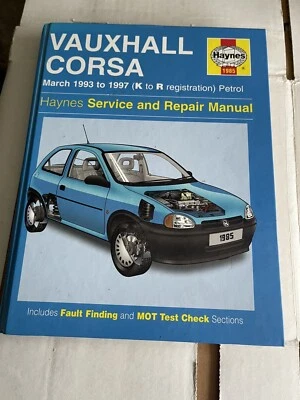 VAUXHALL
CORSA
Haynes
1985
March 1993 to 1997 (K to R registration) Petrol
Haynes Service and Repair Manual
1985
Includes Fault Finding and MOT Test Check Sections